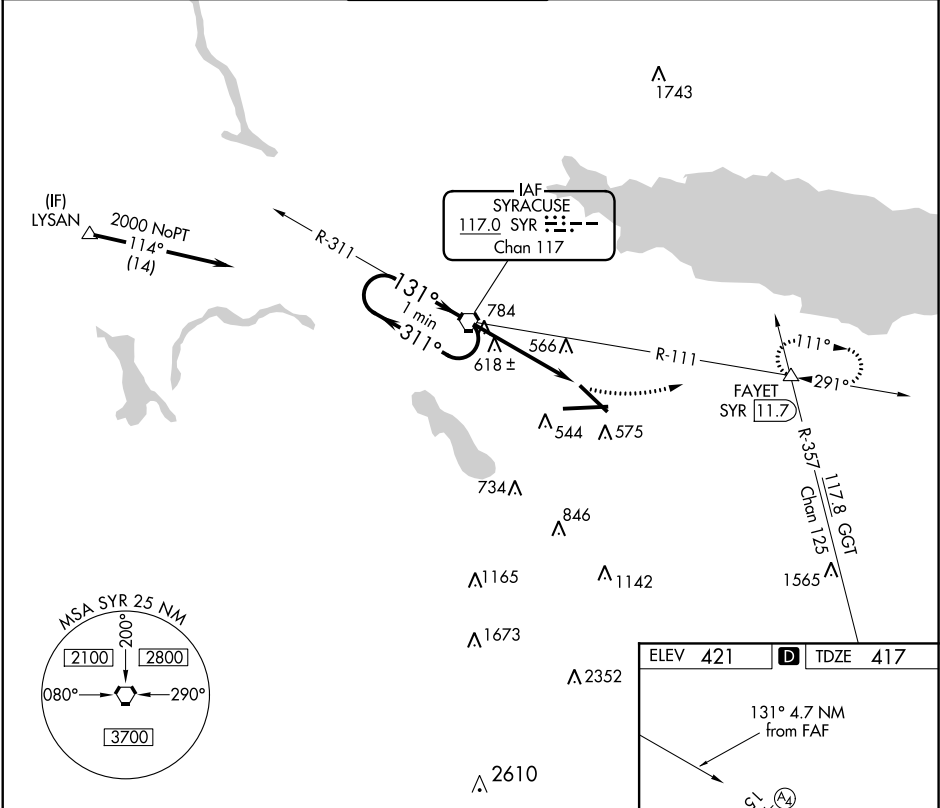 1743
(IF)
LYSAN
2000 NoPT
114°
(14)
IAF
SYRACUSE
117.0 SYR
Chan 117
R-311
131°
1 min
311°
784
618 ±
566
R-111
111°
291°
FAYET
SYR 11.7
544
575
R-357
117.8 GGT
Chan 125
734
846
1165
1142
1565
1673
2352
2610
MSA SYR 25 NM
200°
2100
2800
080°
290°
3700
ELEV 421 D TDZE 417
131° 4.7 NM
from FAF
15
A4